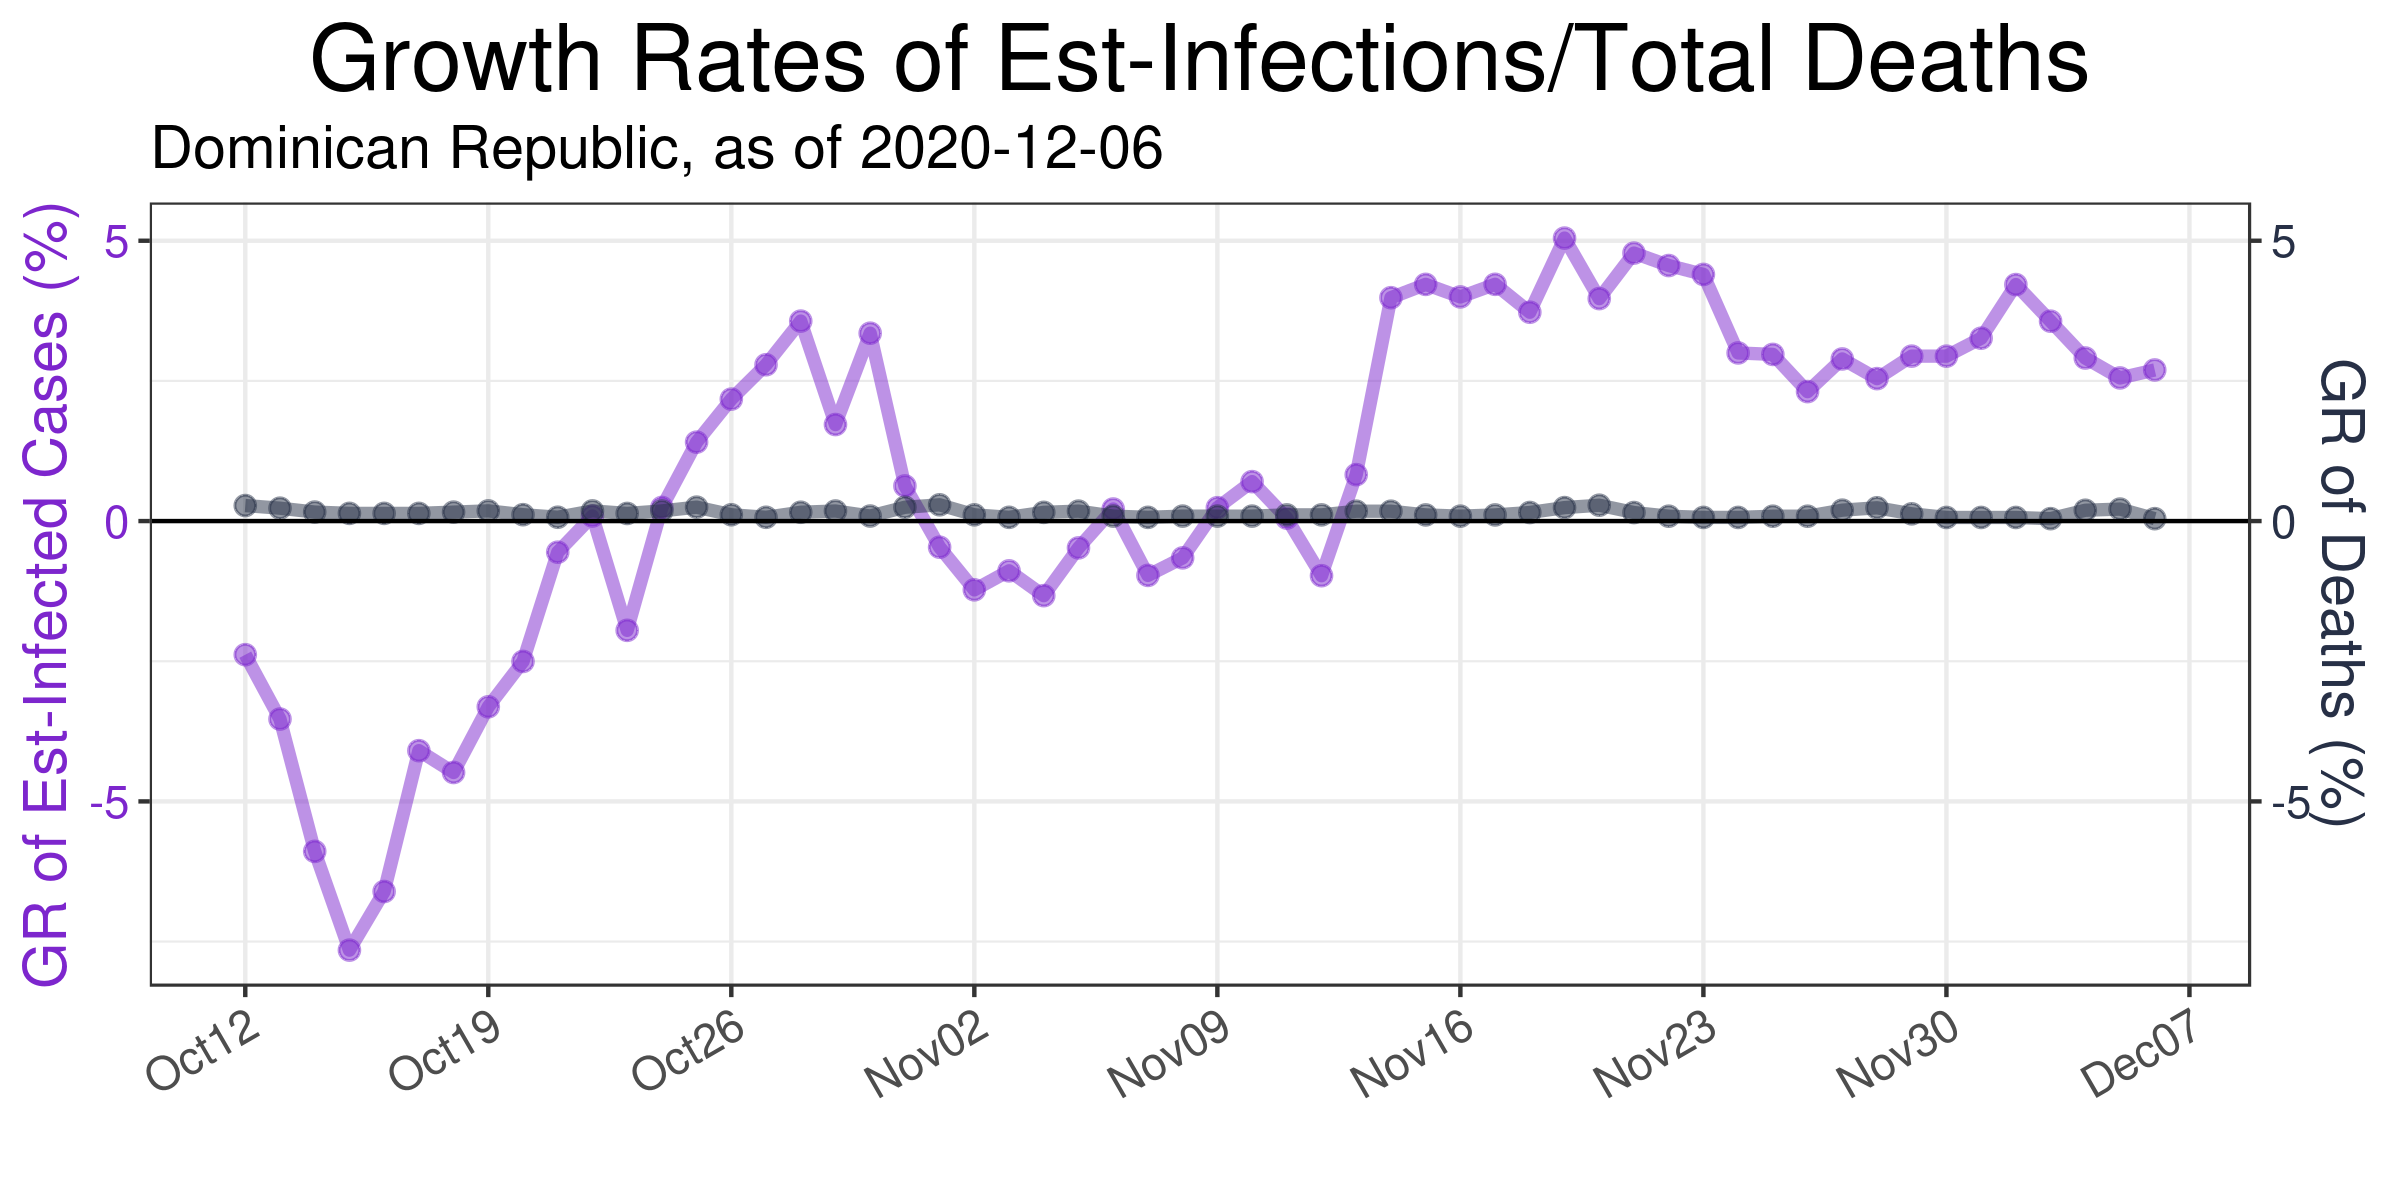 Growth Rates of Est-Infections/Total Deaths
Dominican Republic, as of 2020-12-06
GR of Est-Infected Cases (%)
5
0
-5
5
0
-5
GR of Deaths (%)
Oct12
Oct19
Oct26
Nov02
Nov09
Nov16
Nov23
Nov30
Dec07